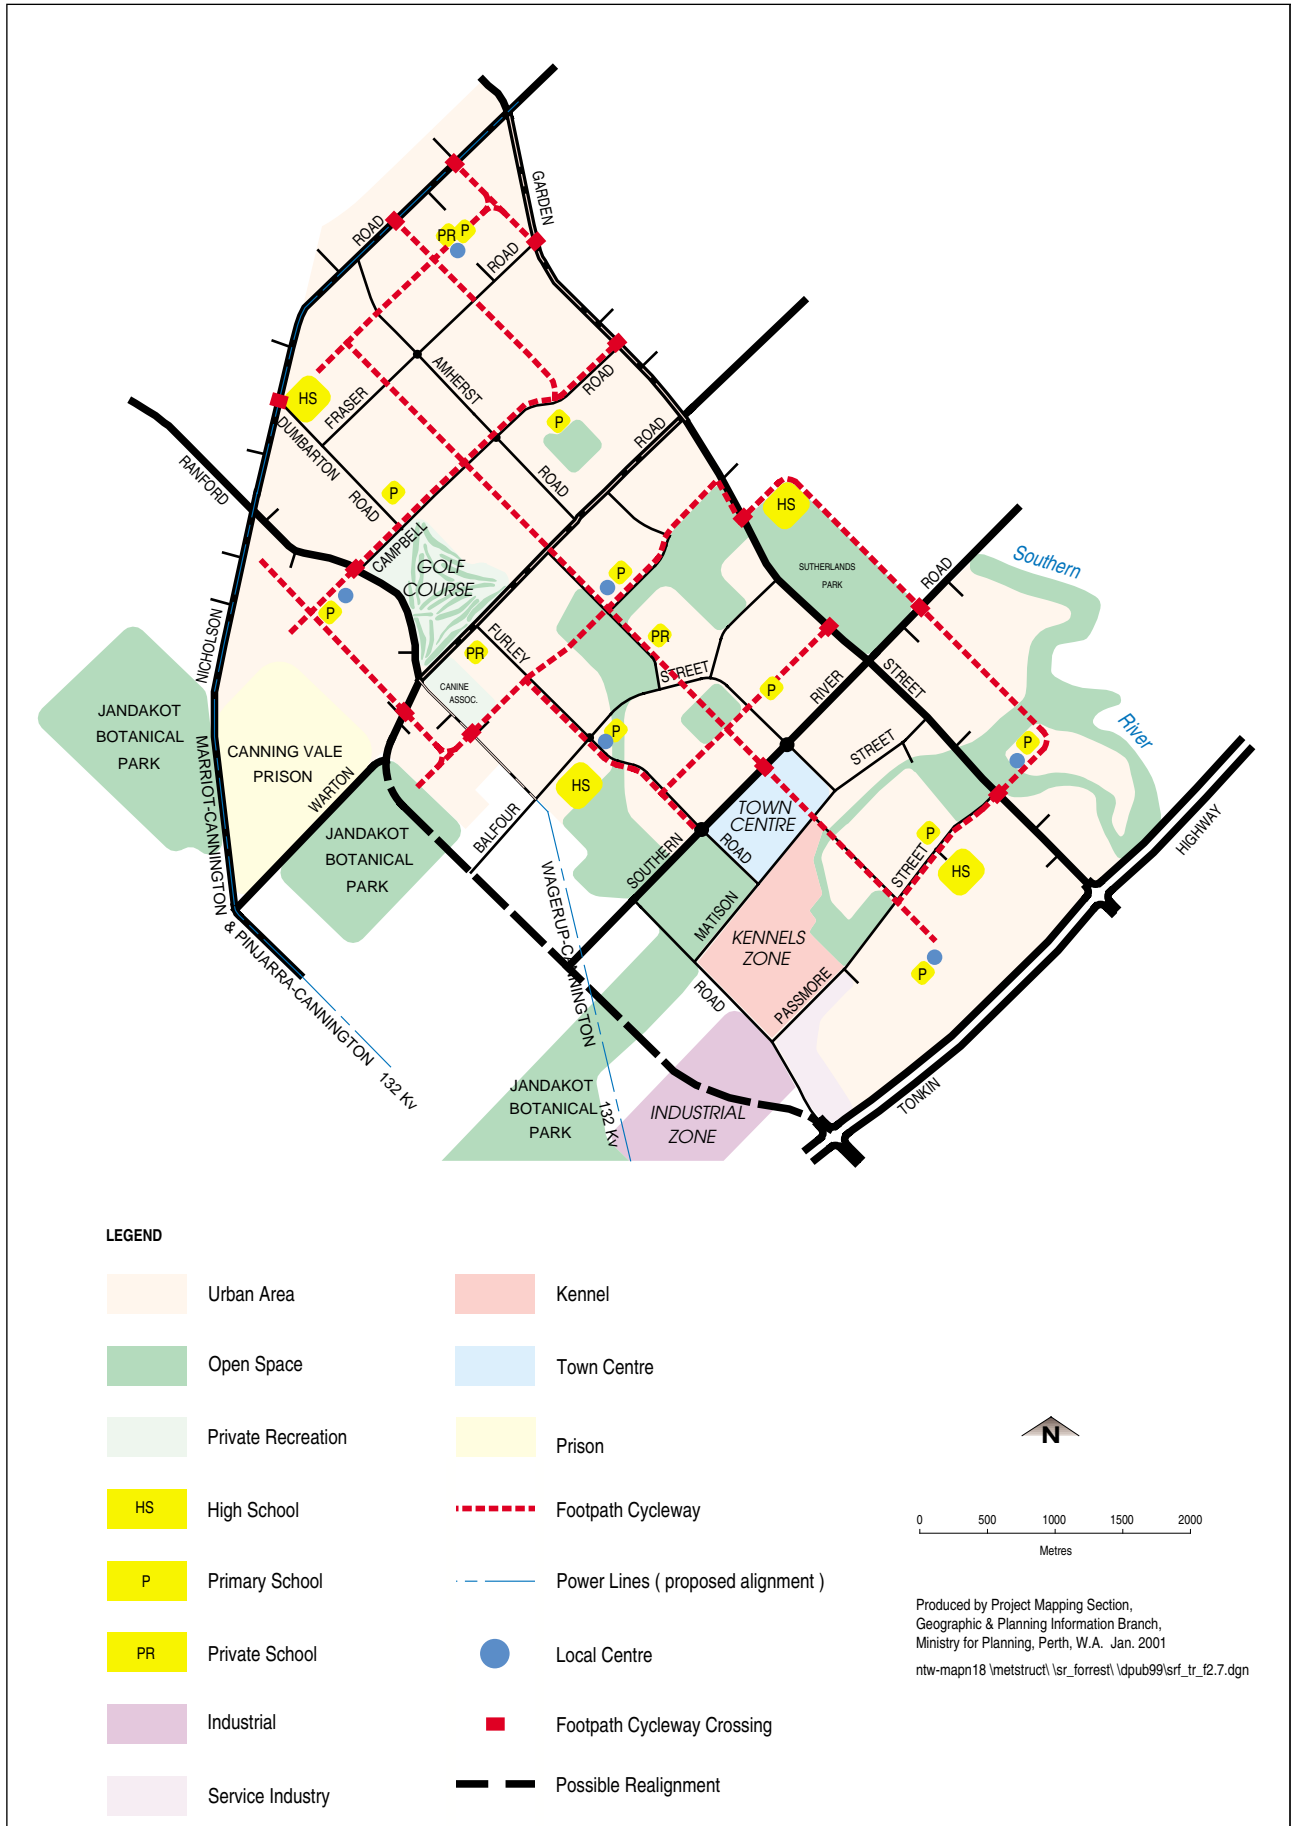 GARDEN
ROAD
PR
P
ROAD
HS
FRASER
AMHERST
ROAD
DUMBARTON
ROAD
P
ROAD
RANFORD
P
ROAD
CAMPBELL
HS
GOLF
COURSE
SUTHERLANDS
PARK
ROAD
Southern
P
P
NICHOLSON
FURLEY
PR
PR
STREET
STREET
CANINE
ASSOC.
P
RIVER
River
JANDAKOT
BOTANICAL
PARK
CANNING VALE
PRISON
P
STREET
P
MARRIOT-CANNINGTON
WARTON
HS
TOWN
CENTRE
BALFOUR
HIGHWAY
JANDAKOT
BOTANICAL
PARK
ROAD
P
SOUTHERN
STREET
HS
WAGERUP-CANNINGTON
MATISON
KENNELS
ZONE
& PINJARRA-CANNINGTON
132 Kv
P
ROAD
PASSMORE
JANDAKOT
BOTANICAL
PARK
132 Kv
INDUSTRIAL
ZONE
TONKIN
LEGEND
Urban Area
Kennel
Open Space
Town Centre
Private Recreation
Prison
N
HS
High School
Footpath Cycleway
0 500 1000 1500 2000
Metres
P
Primary School
Power Lines ( proposed alignment )
Produced by Project Mapping Section,
Geographic & Planning Information Branch,
Ministry for Planning, Perth, W.A. Jan. 2001
ntw-mapn18 \metstruct\ \sr_forrest\ \dpub99\srf_tr_f2.7.dgn
PR
Private School
Local Centre
Industrial
Footpath Cycleway Crossing
Service Industry
Possible Realignment